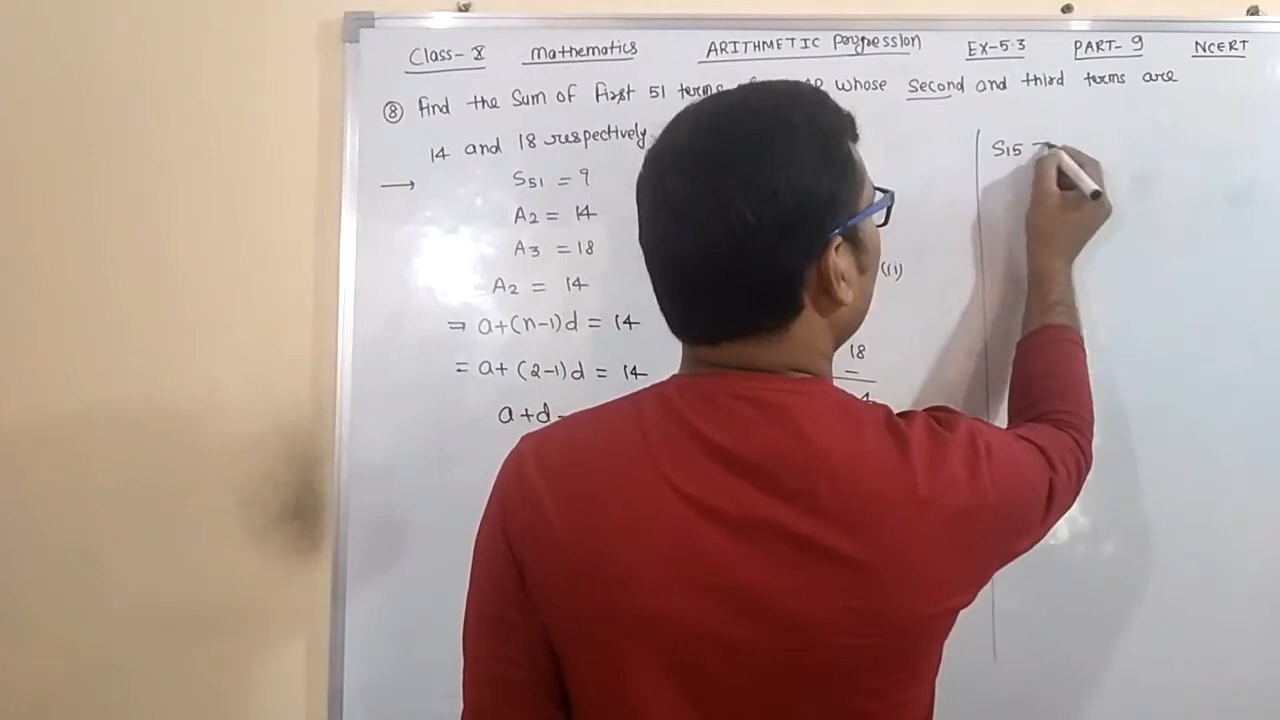 Class-X Mathematics ARITHMETIC Progression EX-5.3 PART-9 NCERT
⑧ Find the Sum of First 51 terms whose Second and third terms are
14 and 18 respectively
→ S51 = ?
A2 = 14
A3 = 18
A2 = 14
⇒ a+(n-1)d = 14
= a+(2-1)d = 14
a+d
(1)
18
-
4
S15